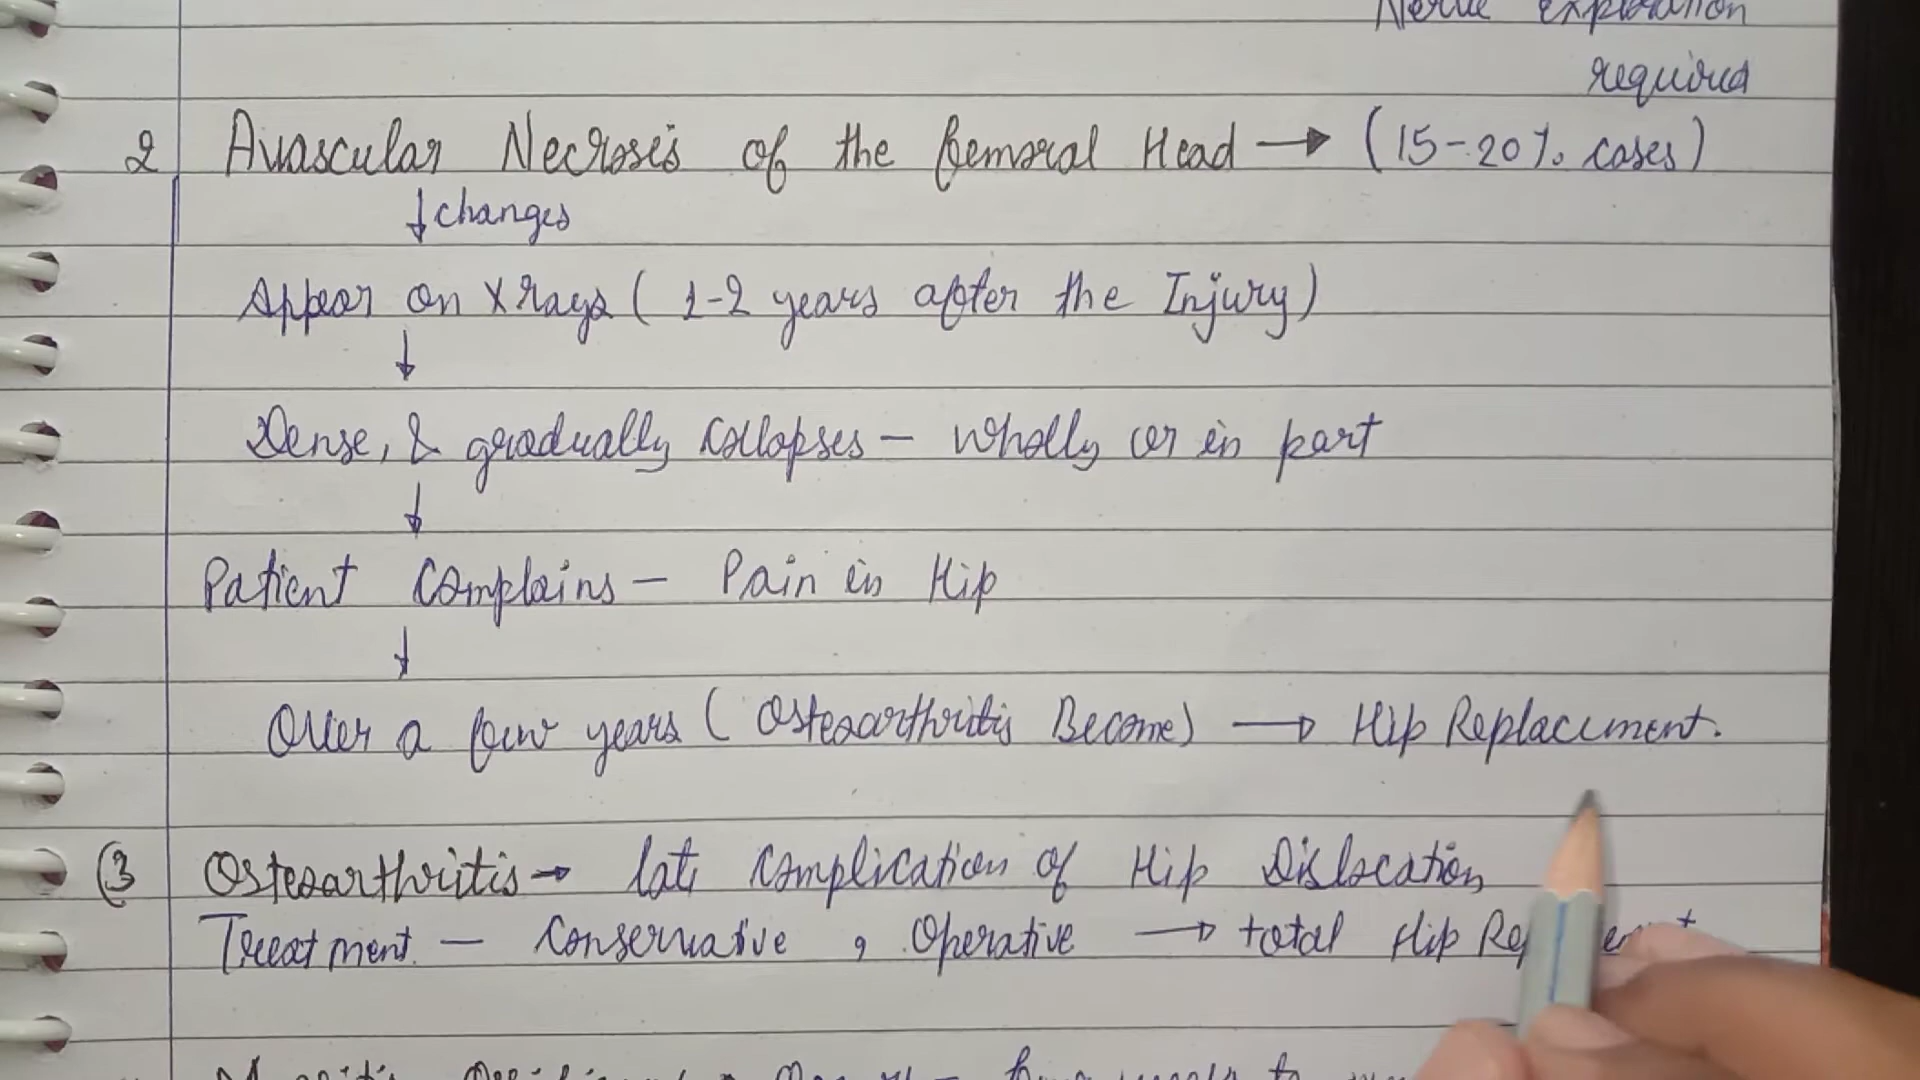 Nerve exploration
required
2 Avascular Necrosis of the femoral Head → (15-20% cases)
↓ changes
Appear on X rays ( 1-2 years after the Injury)
↓
Dense, & gradually collapses – wholly or in part
↓
Patient complains – Pain in Hip
↓
Over a few years ( Osteoarthritis Become) → Hip Replacement.
(3 Osteoarthritis → late complication of Hip Dislocation
Treatment – Conservative , Operative → total Hip